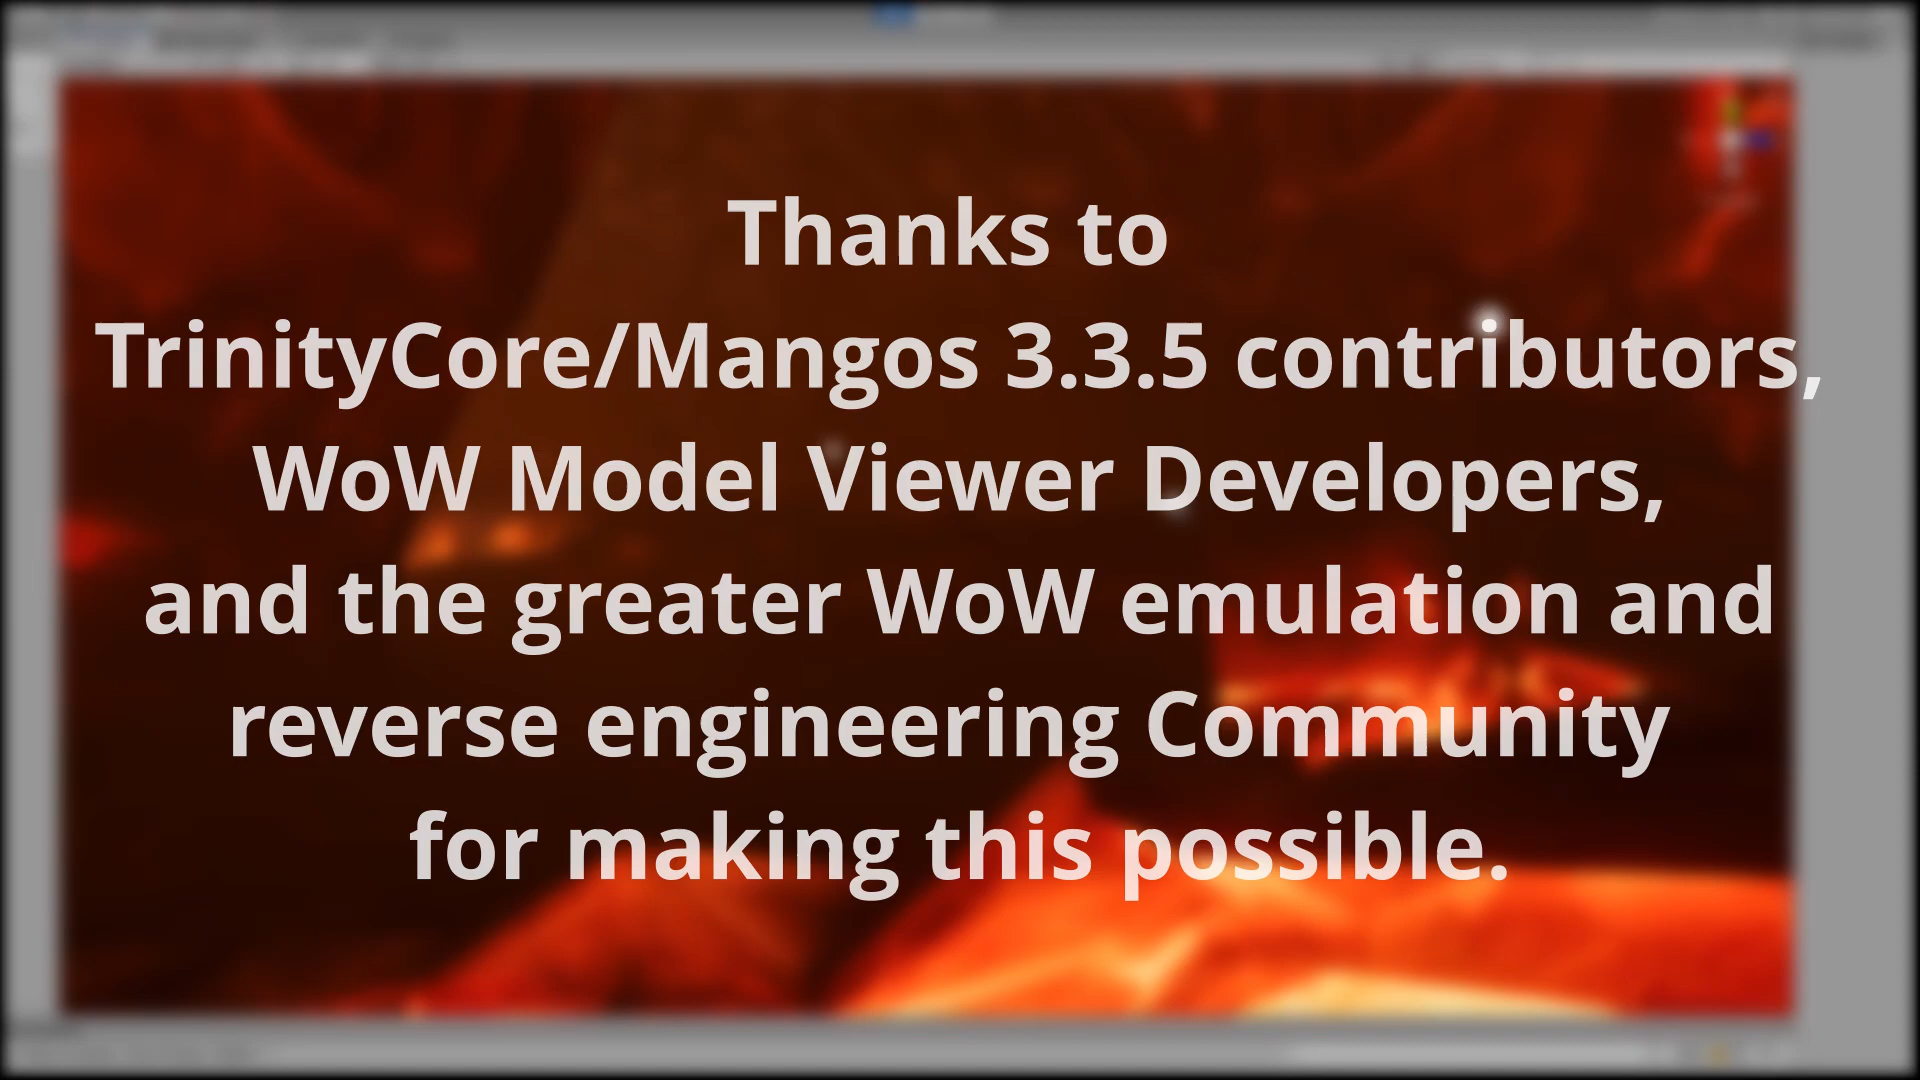 Thanks to
TrinityCore/Mangos 3.3.5 contributors,
WoW Model Viewer Developers,
and the greater WoW emulation and
reverse engineering Community
for making this possible.